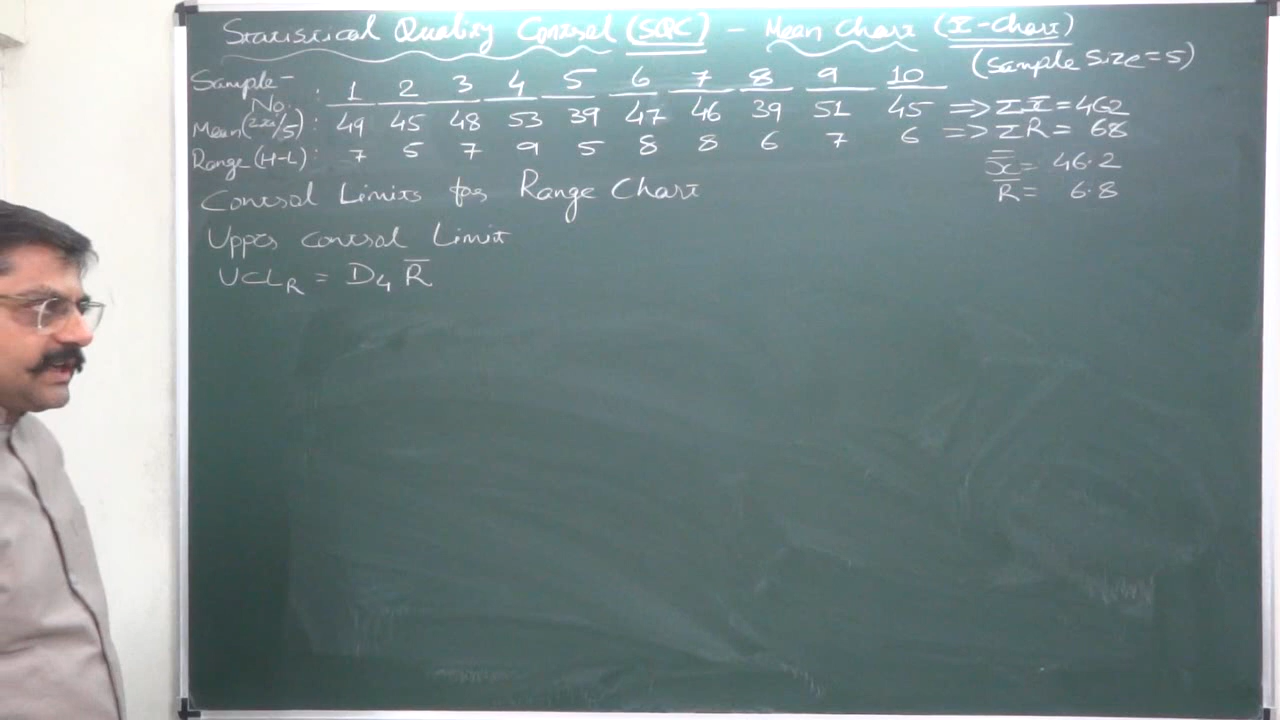 Statistical Quality Control (SQC) - Mean Chart (x̄-chart)
(Sample Size = 5)
Sample No. : 1 2 3 4 5 6 7 8 9 10
Mean (Σxi/5) : 49 45 48 53 39 47 46 39 51 45 ⇒ Σx̄ = 462
Range (H-L) : 7 5 7 9 5 8 8 6 7 6 ⇒ ΣR = 68
x̿ = 46.2
R̄ = 6.8
Control Limits for Range Chart
Upper Control Limit
UCL_R = D₄ R̄